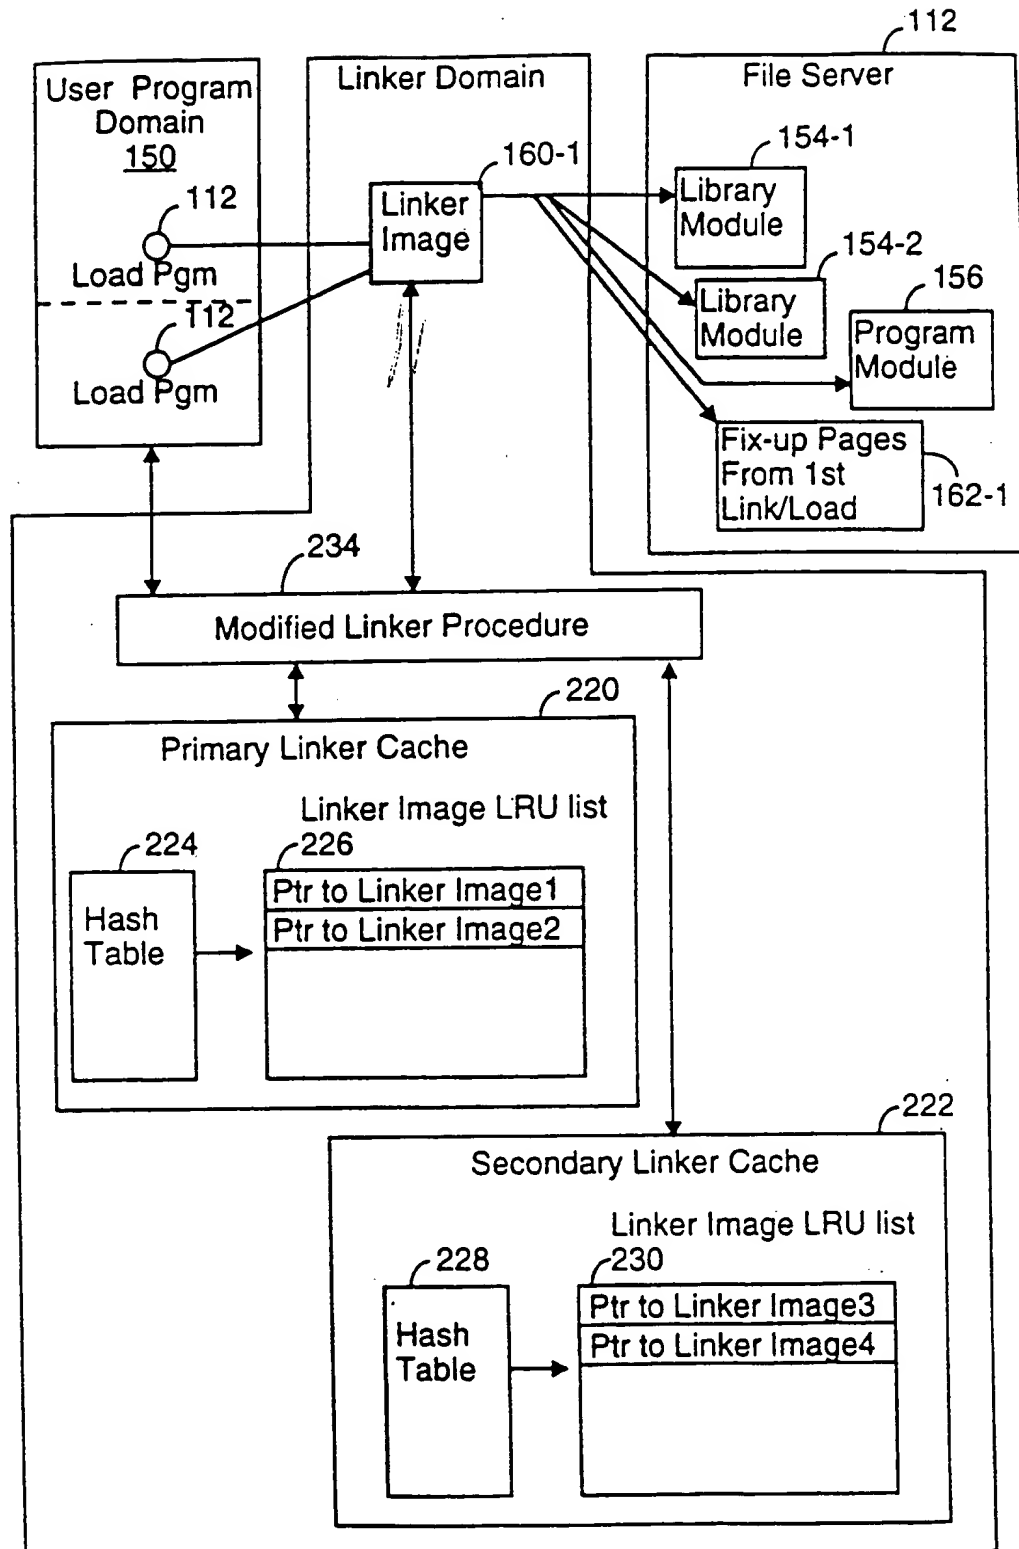 112
User Program
Domain
150
112
Load Pgm
112
Load Pgm
Linker Domain
160-1
Linker
Image
File Server
154-1
Library
Module
154-2
Library
Module
156
Program
Module
Fix-up Pages
From 1st
Link/Load
162-1
234
Modified Linker Procedure
220
Primary Linker Cache
Linker Image LRU list
224
226
Hash
Table
Ptr to Linker Image1
Ptr to Linker Image2
222
Secondary Linker Cache
Linker Image LRU list
228
230
Hash
Table
Ptr to Linker Image3
Ptr to Linker Image4